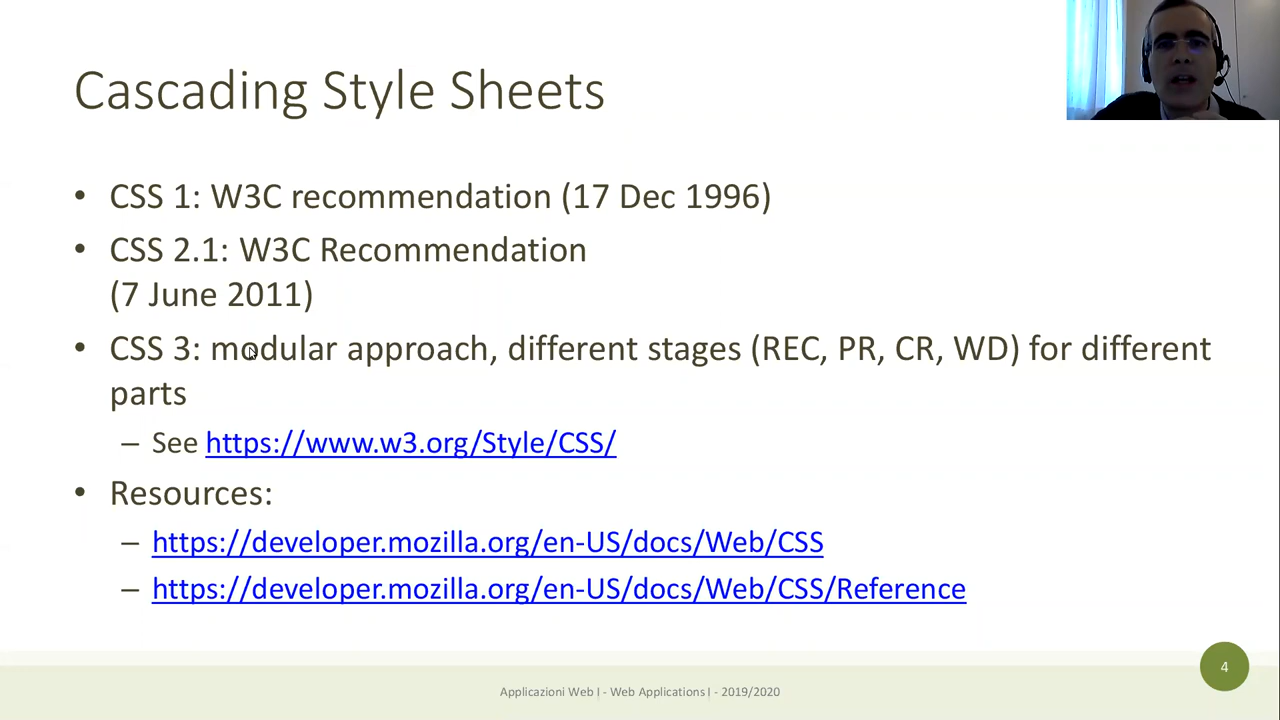 Cascading Style Sheets
• CSS 1: W3C recommendation (17 Dec 1996)
• CSS 2.1: W3C Recommendation
(7 June 2011)
• CSS 3: modular approach, different stages (REC, PR, CR, WD) for different
parts
– See https://www.w3.org/Style/CSS/
• Resources:
– https://developer.mozilla.org/en-US/docs/Web/CSS
– https://developer.mozilla.org/en-US/docs/Web/CSS/Reference
4
Applicazioni Web I - Web Applications I - 2019/2020